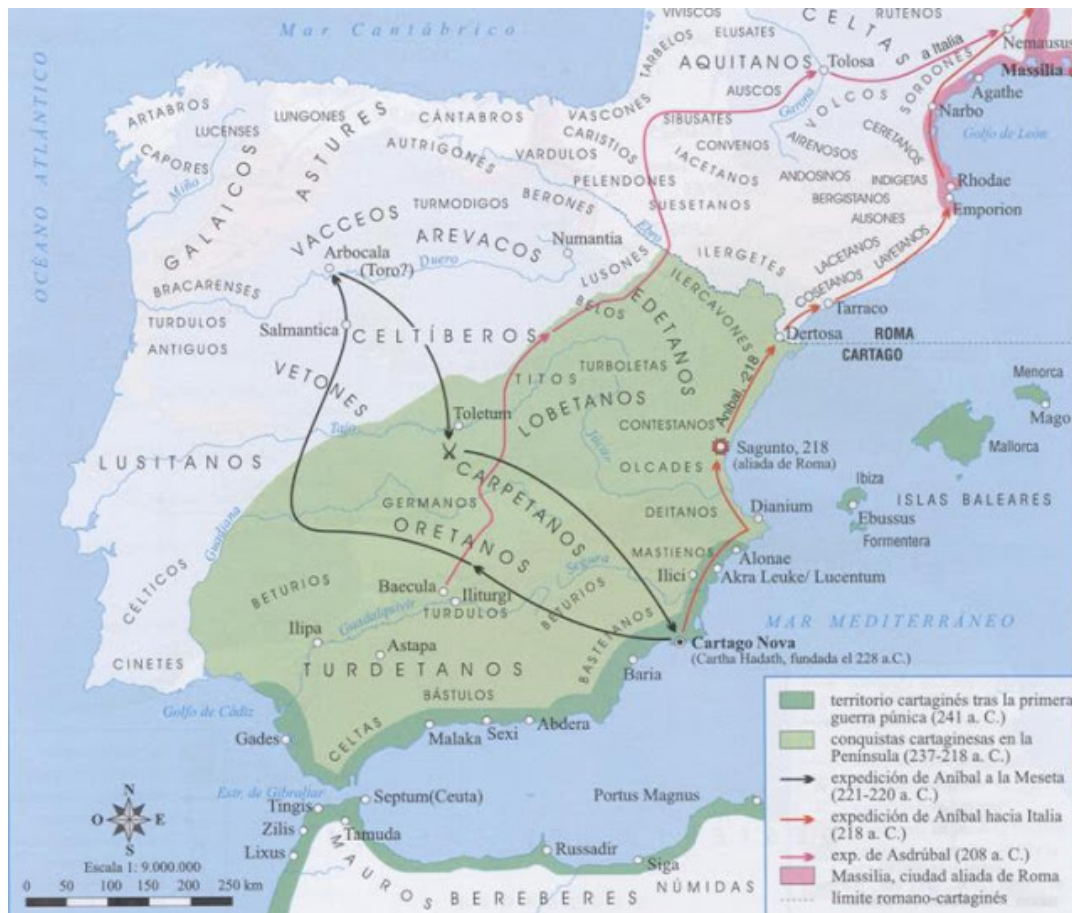 Mar Cantábrico
OCÉANO ATLÁNTICO
VIVISCOS
CELTAS
RUTENOS
ELUSATES
a Italia
TARBELOS
AQUITANOS
Tolosa
Nemausus
SORDONES
Massilia
AUSCOS
Garona
VOLCOS
Agathe
ARTABROS
LUNGONES
CÁNTABROS
VASCONES
SIBUSATES
Narbo
Golfo de León
LUCENSES
ASTURES
CARISTIOS
CONVENOS
AIRENOSOS
CERETANOS
CAPORES
AUTRIGONES
VARDULOS
IACETANOS
ANDOSINOS
INDIGETAS
Miño
PELENDONES
BERGISTANOS
Rhodae
GALAICOS
BERONES
SUESETANOS
AUSONES
Emporion
VACCEOS
TURMODIGOS
Ebro
AREVACOS
Numantia
ILERGETES
LACETANOS
Arbocala
(Toro?)
Duero
LUSONES
ILERCAVONES
COSETANOS
LAYETANOS
BRACARENSES
BELOS
EDETANOS
Tarraco
TURDULOS
ANTIGUOS
Salmantica
CELTÍBEROS
Dertosa
ROMA
CARTAGO
VETONES
TITOS
TURBOLETAS
Menorca
LOBETANOS
Aníbal, -218
Mago
Toletum
CONTESTANOS
Tajo
Júcar
Mallorca
LUSITANOS
Sagunto, 218
(aliada de Roma)
CARPETANOS
OLCADES
Ibiza
ISLAS BALEARES
GERMANOS
DEITANOS
Dianium
Ebussus
Guadiana
ORETANOS
Formentera
MASTIENOS
Alonae
Segura
Ilici
Akra Leuke/ Lucentum
CÉLTICOS
BETURIOS
Baecula
Iliturgi
BETURIOS
Guadalquivir
TURDULOS
MAR MEDITERRÁNEO
Ilipa
Astapa
BASTETANOS
Cartago Nova
(Cartha Hadath, fundada el 228 a.C.)
CINETES
TURDETANOS
Baria
BÁSTULOS
Golfo de Cádiz
CELTAS
Malaka
Sexi
Abdera
Gades
Estr. de Gibraltar
Septum(Ceuta)
Portus Magnus
Tingis
Zilis
Tamuda
Lixus
Russadir
Siga
MAUROS
BEREBERES
NÚMIDAS
N
O
E
S
Escala 1: 9.000.000
0 50 100 150 200 250 km
territorio cartaginés tras la primera
guerra púnica (241 a. C.)
conquistas cartaginesas en la
Península (237-218 a. C.)
expedición de Aníbal a la Meseta
(221-220 a. C.)
expedición de Aníbal hacia Italia
(218 a. C.)
exp. de Asdrúbal (208 a. C.)
Massilia, ciudad aliada de Roma
límite romano-cartaginés